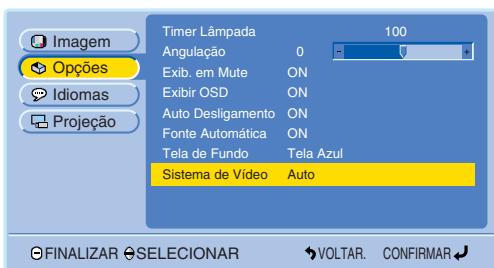 Imagem
Opções
Idiomas
Projeção
Timer Lâmpada 100
Angulação 0 - +
Exib. em Mute ON
Exibir OSD ON
Auto Desligamento ON
Fonte Automática ON
Tela de Fundo Tela Azul
Sistema de Vídeo Auto
FINALIZAR SELECIONAR VOLTAR. CONFIRMAR